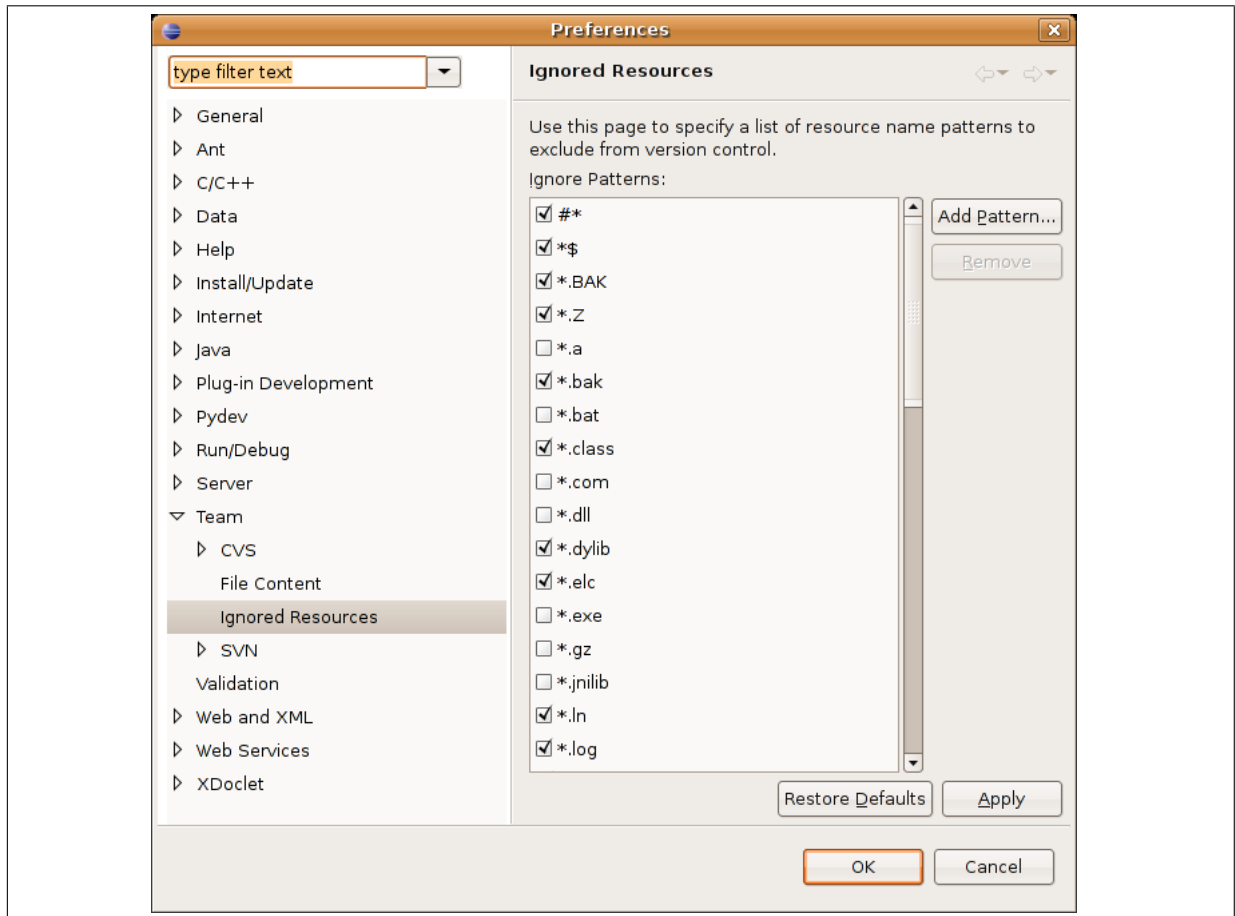 Preferences
type filter text
General
Ant
C/C++
Data
Help
Install/Update
Internet
Java
Plug-in Development
Pydev
Run/Debug
Server
Team
CVS
File Content
Ignored Resources
SVN
Validation
Web and XML
Web Services
XDoclet
Ignored Resources
Use this page to specify a list of resource name patterns to
exclude from version control.
Ignore Patterns:
#*
*$
*.BAK
*.Z
*.a
*.bak
*.bat
*.class
*.com
*.dll
*.dylib
*.elc
*.exe
*.gz
*.jnilib
*.ln
*.log
Add Pattern...
Remove
Restore Defaults
Apply
OK
Cancel